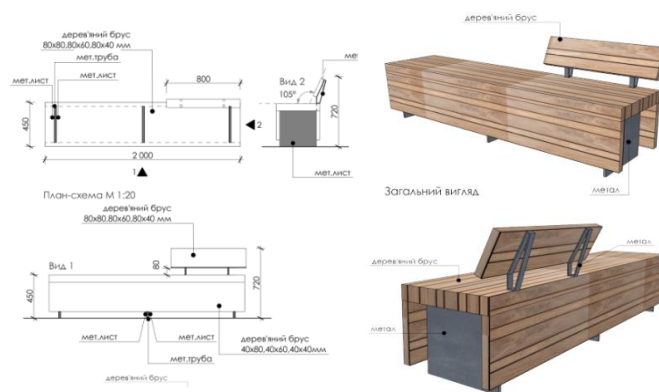 дерев'яний брус
80х80,80х60,80х40 мм
мет.труба
мет.лист
мет.лист
800
450
2 000
1
2
Вид 2
105°
720
мет.лист
План-схема М 1:20
дерев'яний брус
80х80,80х60,80х40 мм
Вид 1
80
450
720
мет.лист
мет.лист
мет.труба
дерев'яний брус
40х80,40х60,40х40мм
дерев'яний брус
дерев'яний брус
метал
Загальний вигляд
метал
дерев'яний брус
метал